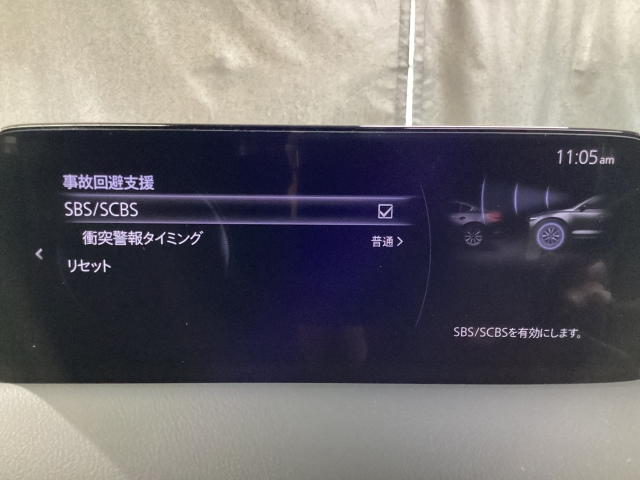 11:05am
事故回避支援
SBS/SCBS
衝突警報タイミング 普通
リセット
SBS/SCBSを有効にします。